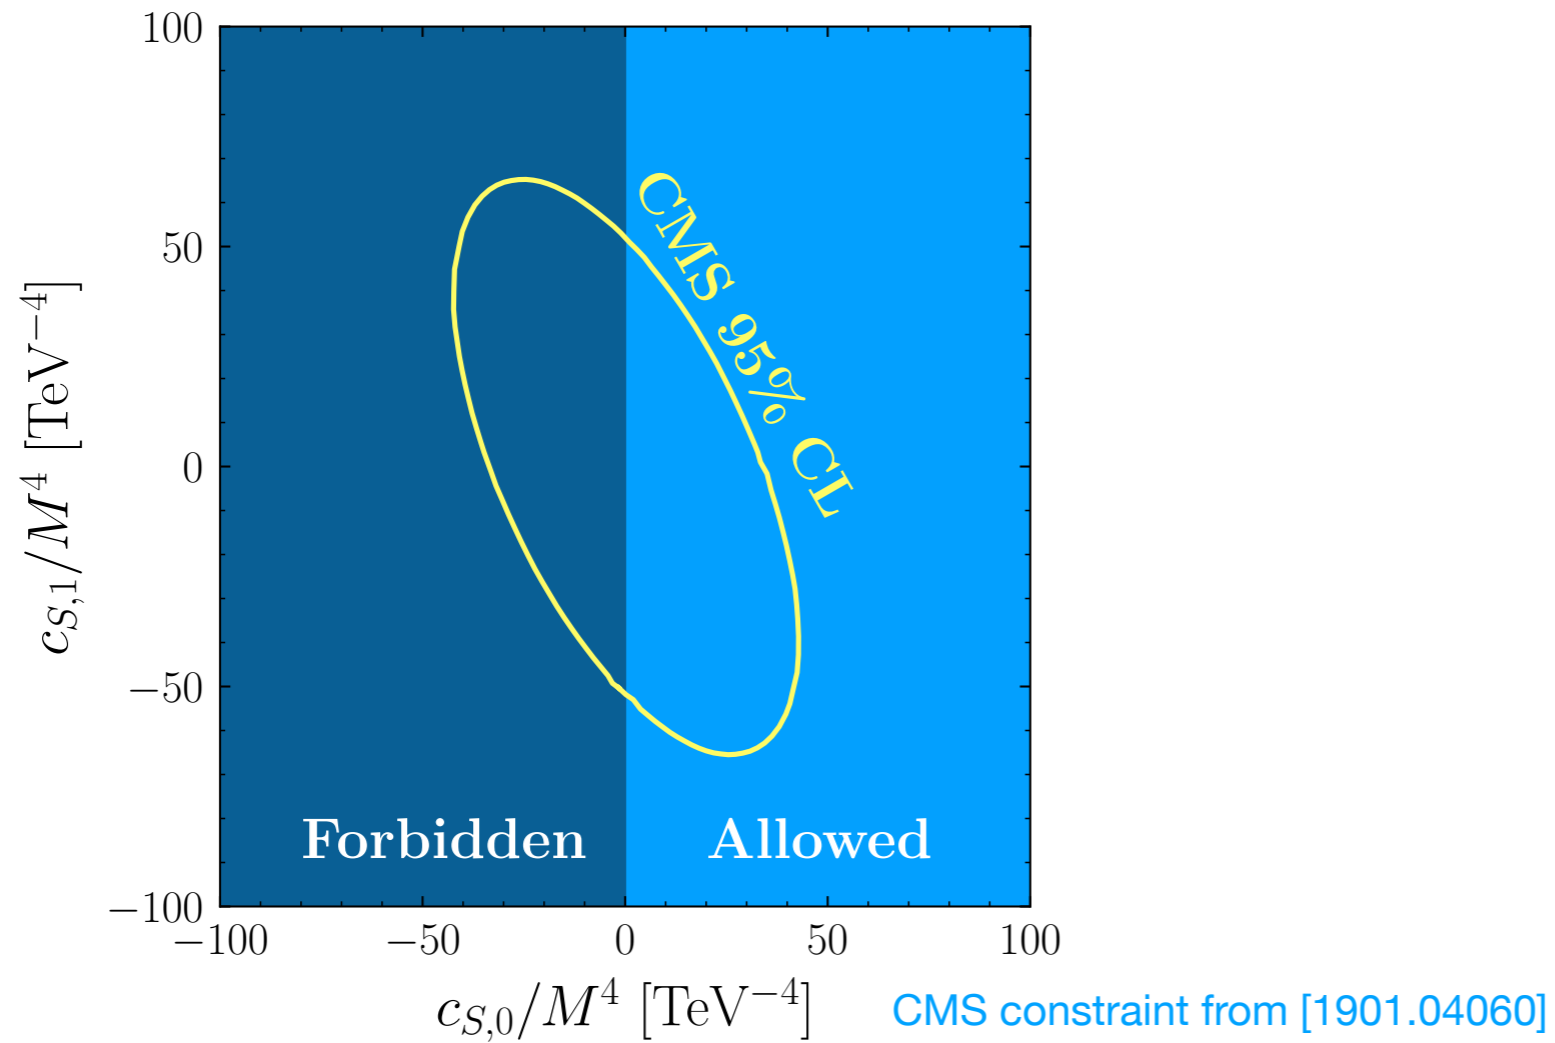 100
50
0
−50
−100
c_{S,1}/M^4 [TeV^{−4}]
CMS 95% CL
Forbidden
Allowed
−100
−50
0
50
100
c_{S,0}/M^4 [TeV^{−4}]
CMS constraint from [1901.04060]